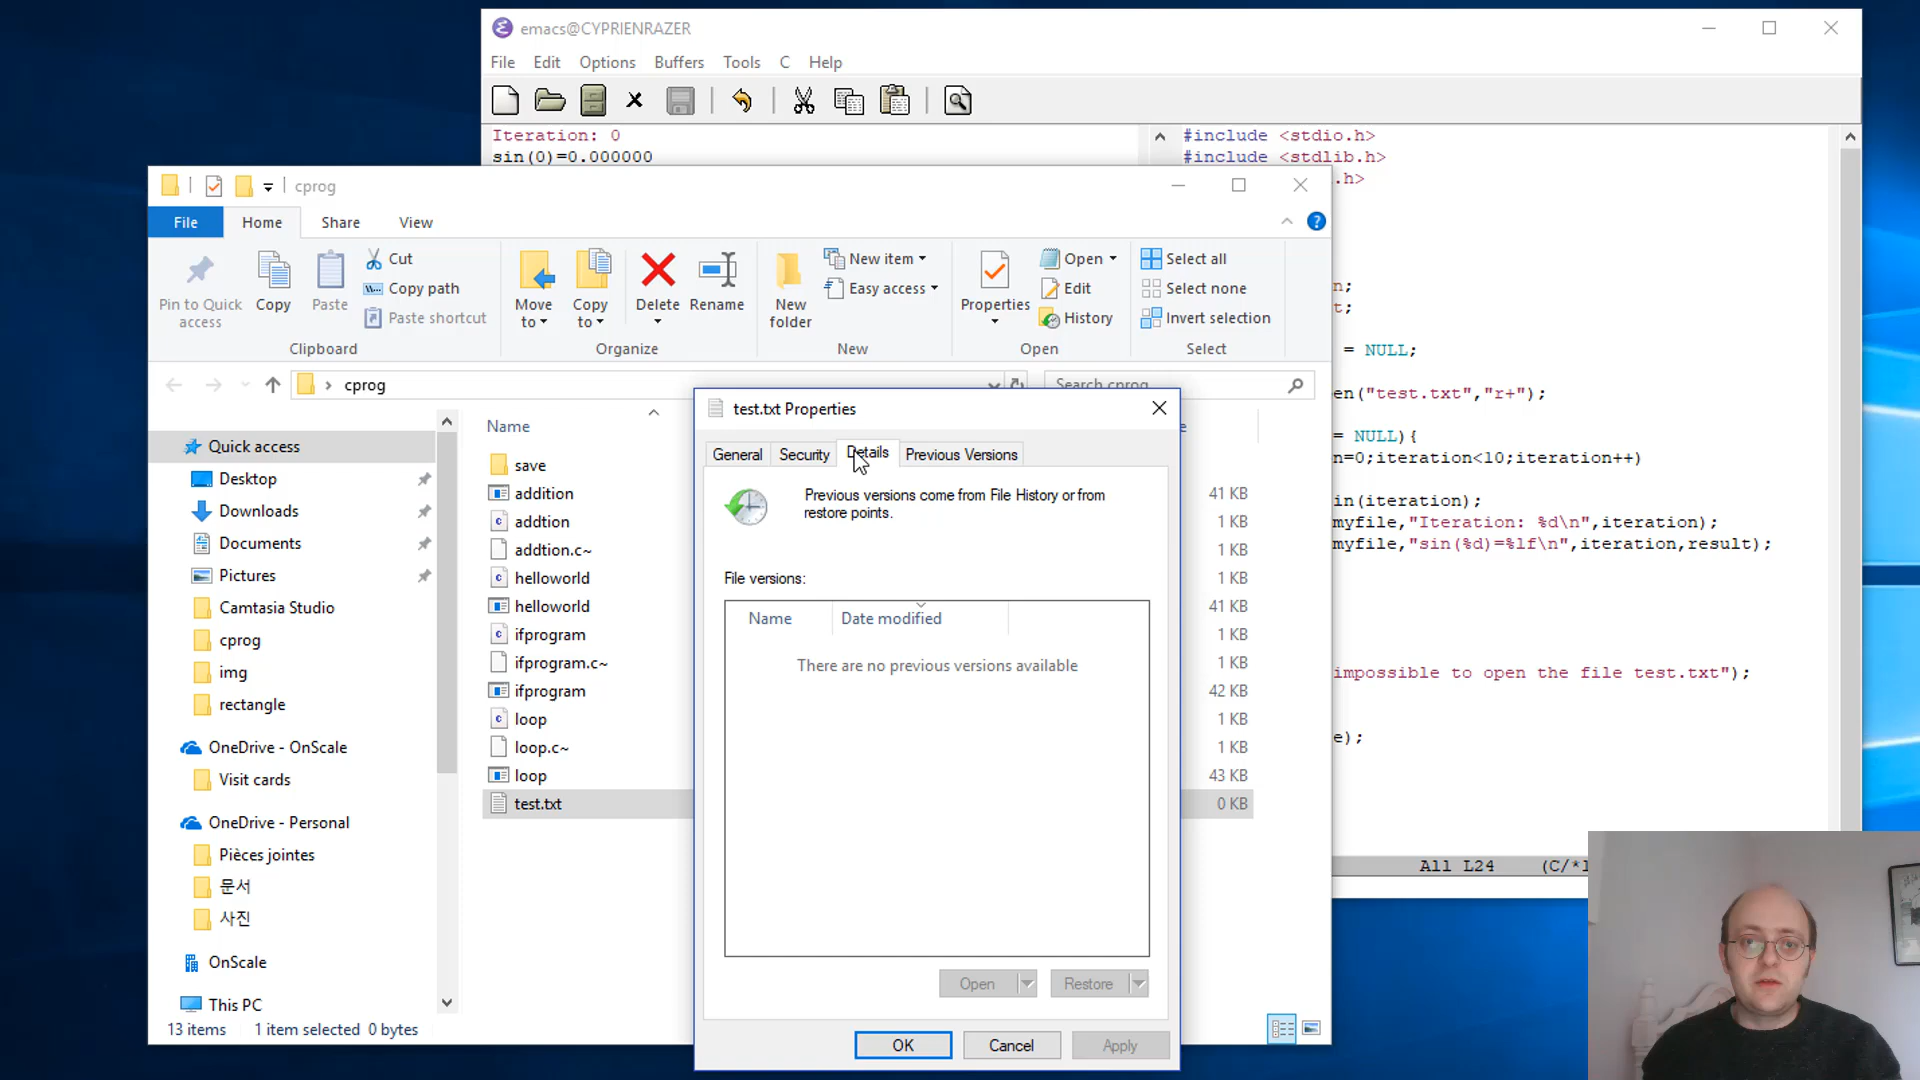 emacs@CYPRIENRAZER
File Edit Options Buffers Tools C Help
Iteration: 0
sin(0)=0.000000
#include <stdio.h>
#include <stdlib.h>
.h>
n;
t;
= NULL;
en("test.txt","r+");
= NULL){
n=0;iteration<10;iteration++)
in(iteration);
myfile,"Iteration: %d\n",iteration);
myfile,"sin(%d)=%lf\n",iteration,result);
impossible to open the file test.txt");
e);
All L24 (C/*l
cprog
File Home Share View
Pin to Quick access
Copy
Paste
Cut
Copy path
Paste shortcut
Clipboard
Move to
Copy to
Delete
Rename
Organize
New folder
New item
Easy access
New
Properties
Open
Edit
History
Open
Select all
Select none
Invert selection
Select
cprog
Search cprog
Quick access
Desktop
Downloads
Documents
Pictures
Camtasia Studio
cprog
img
rectangle
OneDrive - OnScale
Visit cards
OneDrive - Personal
Pièces jointes
문서
사진
OnScale
This PC
Name
save
addition 41 KB
addtion 1 KB
addtion.c~ 1 KB
helloworld 1 KB
helloworld 41 KB
ifprogram 1 KB
ifprogram.c~ 1 KB
ifprogram 42 KB
loop 1 KB
loop.c~ 1 KB
loop 43 KB
test.txt 0 KB
13 items 1 item selected 0 bytes
test.txt Properties
General Security Details Previous Versions
Previous versions come from File History or from
restore points.
File versions:
Name Date modified
There are no previous versions available
Open Restore
OK Cancel Apply